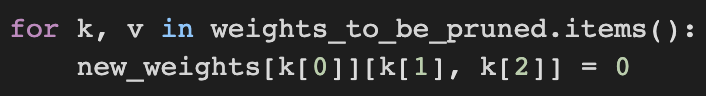 for k, v in weights_to_be_pruned.items():
    new_weights[k[0]][k[1], k[2]] = 0